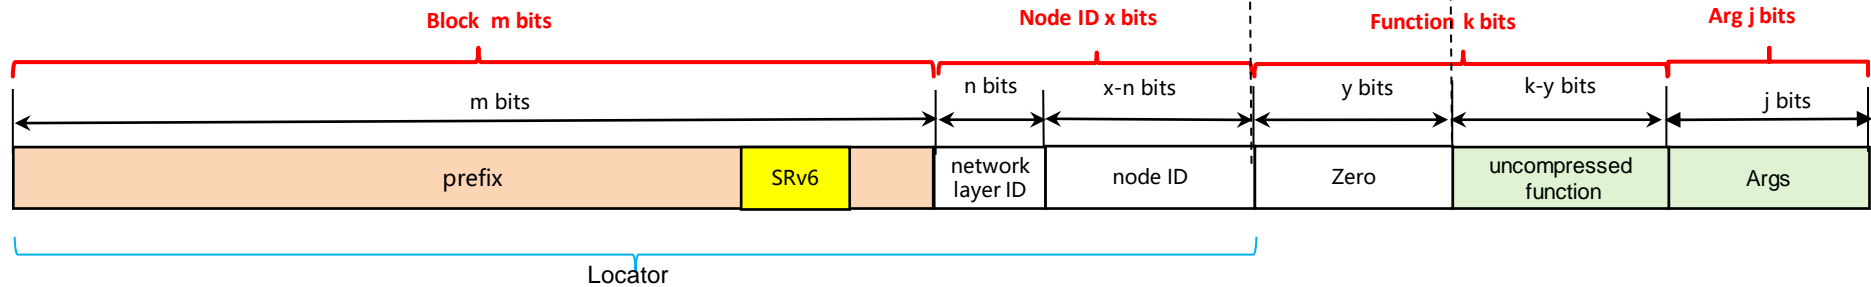 Block m bits
Node ID x bits
Function k bits
Arg j bits
m bits
n bits
x-n bits
y bits
k-y bits
j bits
prefix
SRv6
network
layer ID
node ID
Zero
uncompressed
function
Args
Locator